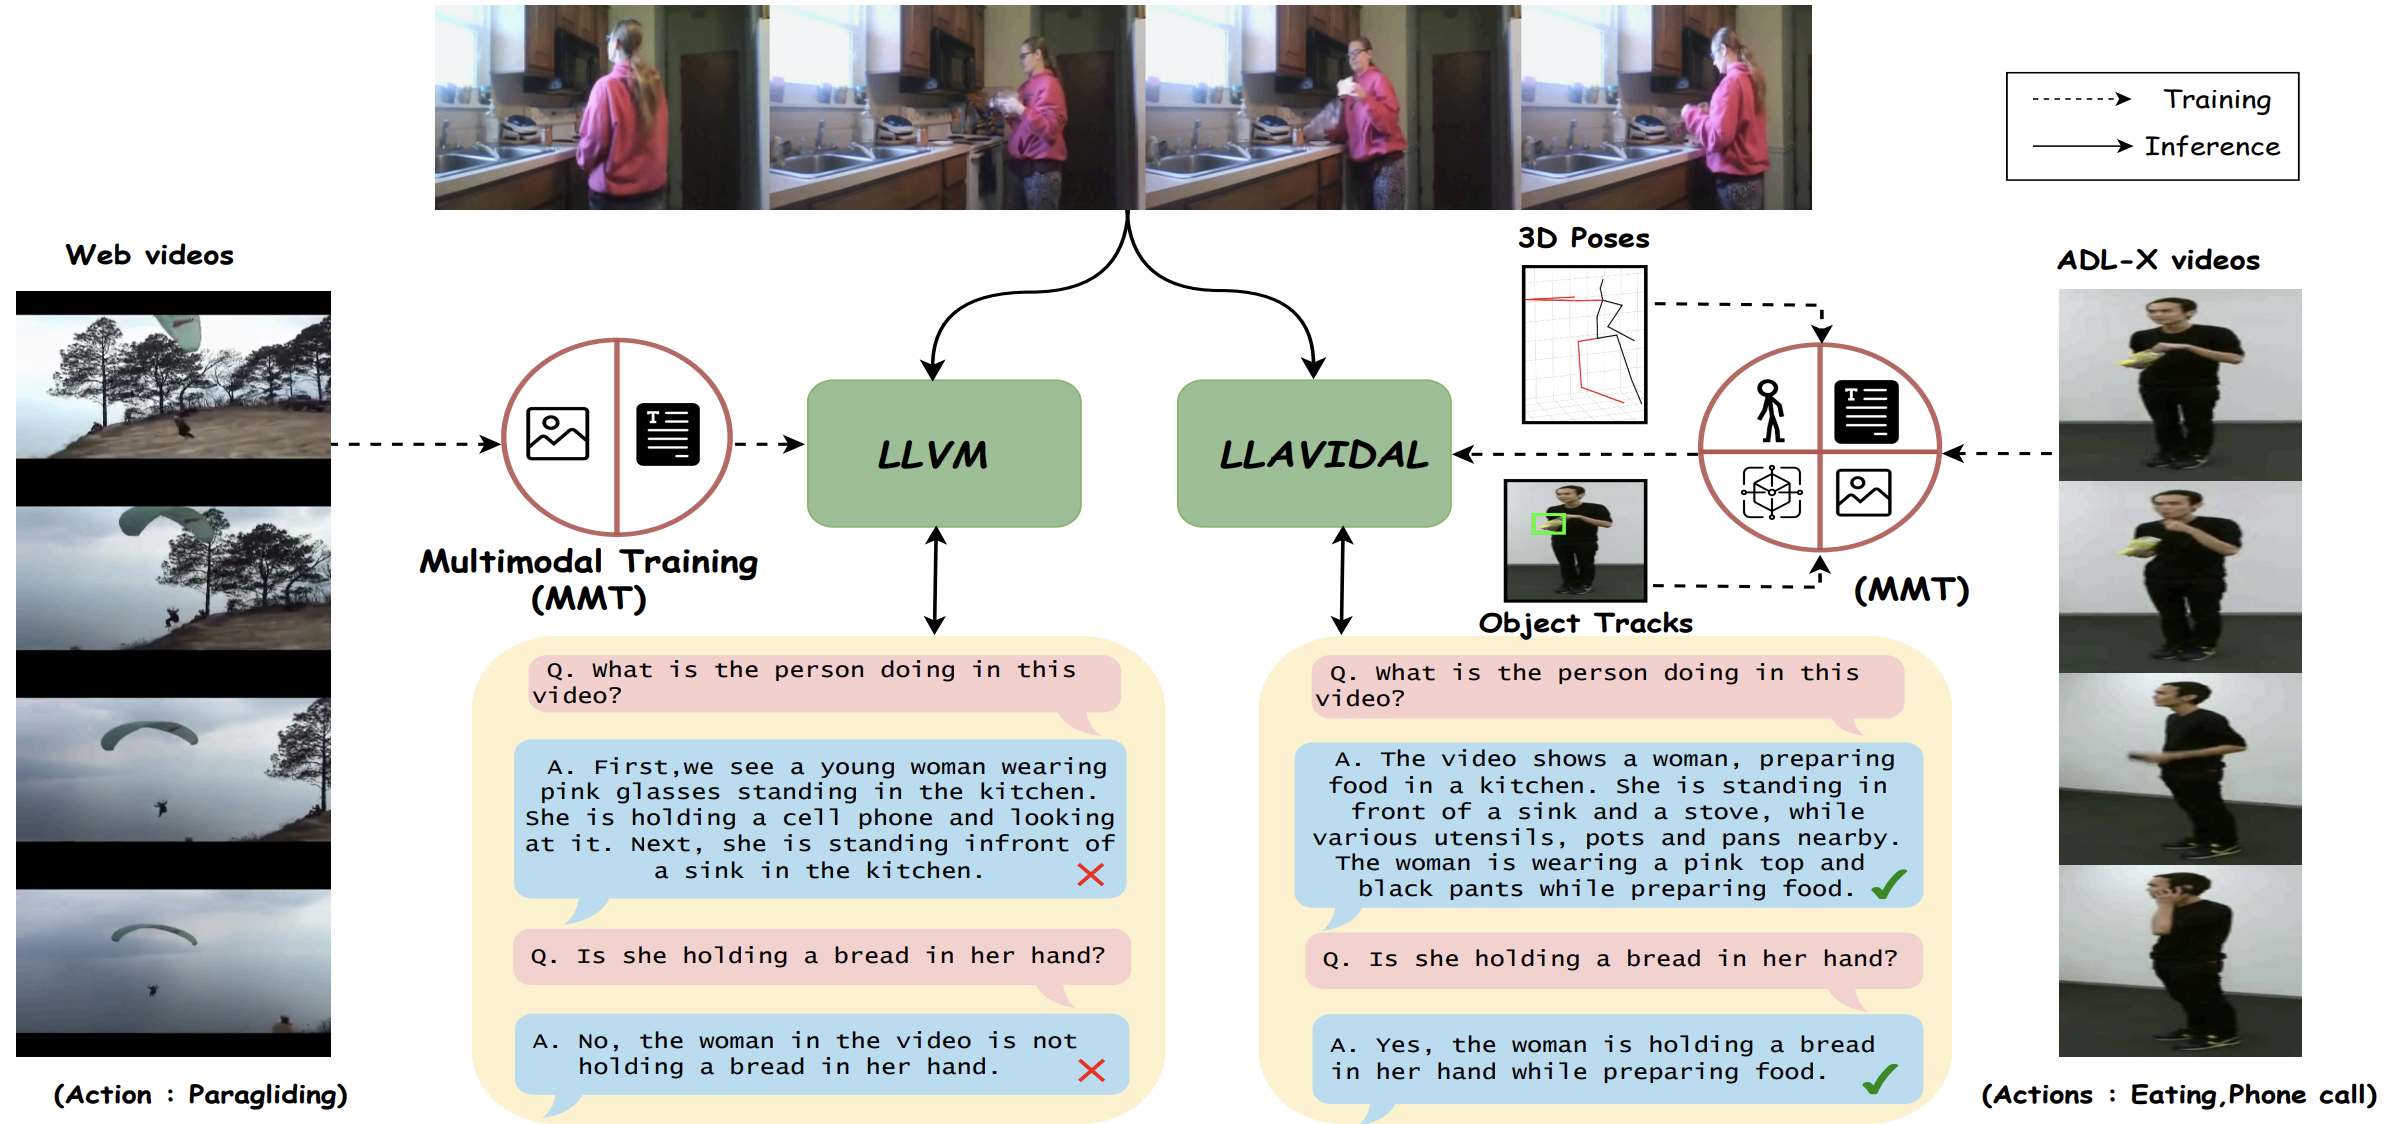 Training
Inference
Web videos
3D Poses
ADL-X videos
T
LLVM
LLAVIDAL
T
Multimodal Training
(MMT)
(MMT)
Object Tracks
Q. What is the person doing in this
video?
A. First,we see a young woman wearing
pink glasses standing in the kitchen.
She is holding a cell phone and looking
at it. Next, she is standing infront of
a sink in the kitchen.
Q. Is she holding a bread in her hand?
A. No, the woman in the video is not
holding a bread in her hand.
Q. What is the person doing in this
video?
A. The video shows a woman, preparing
food in a kitchen. She is standing in
front of a sink and a stove, while
various utensils, pots and pans nearby.
The woman is wearing a pink top and
black pants while preparing food.
Q. Is she holding a bread in her hand?
A. Yes, the woman is holding a bread
in her hand while preparing food.
(Action : Paragliding)
(Actions : Eating,Phone call)